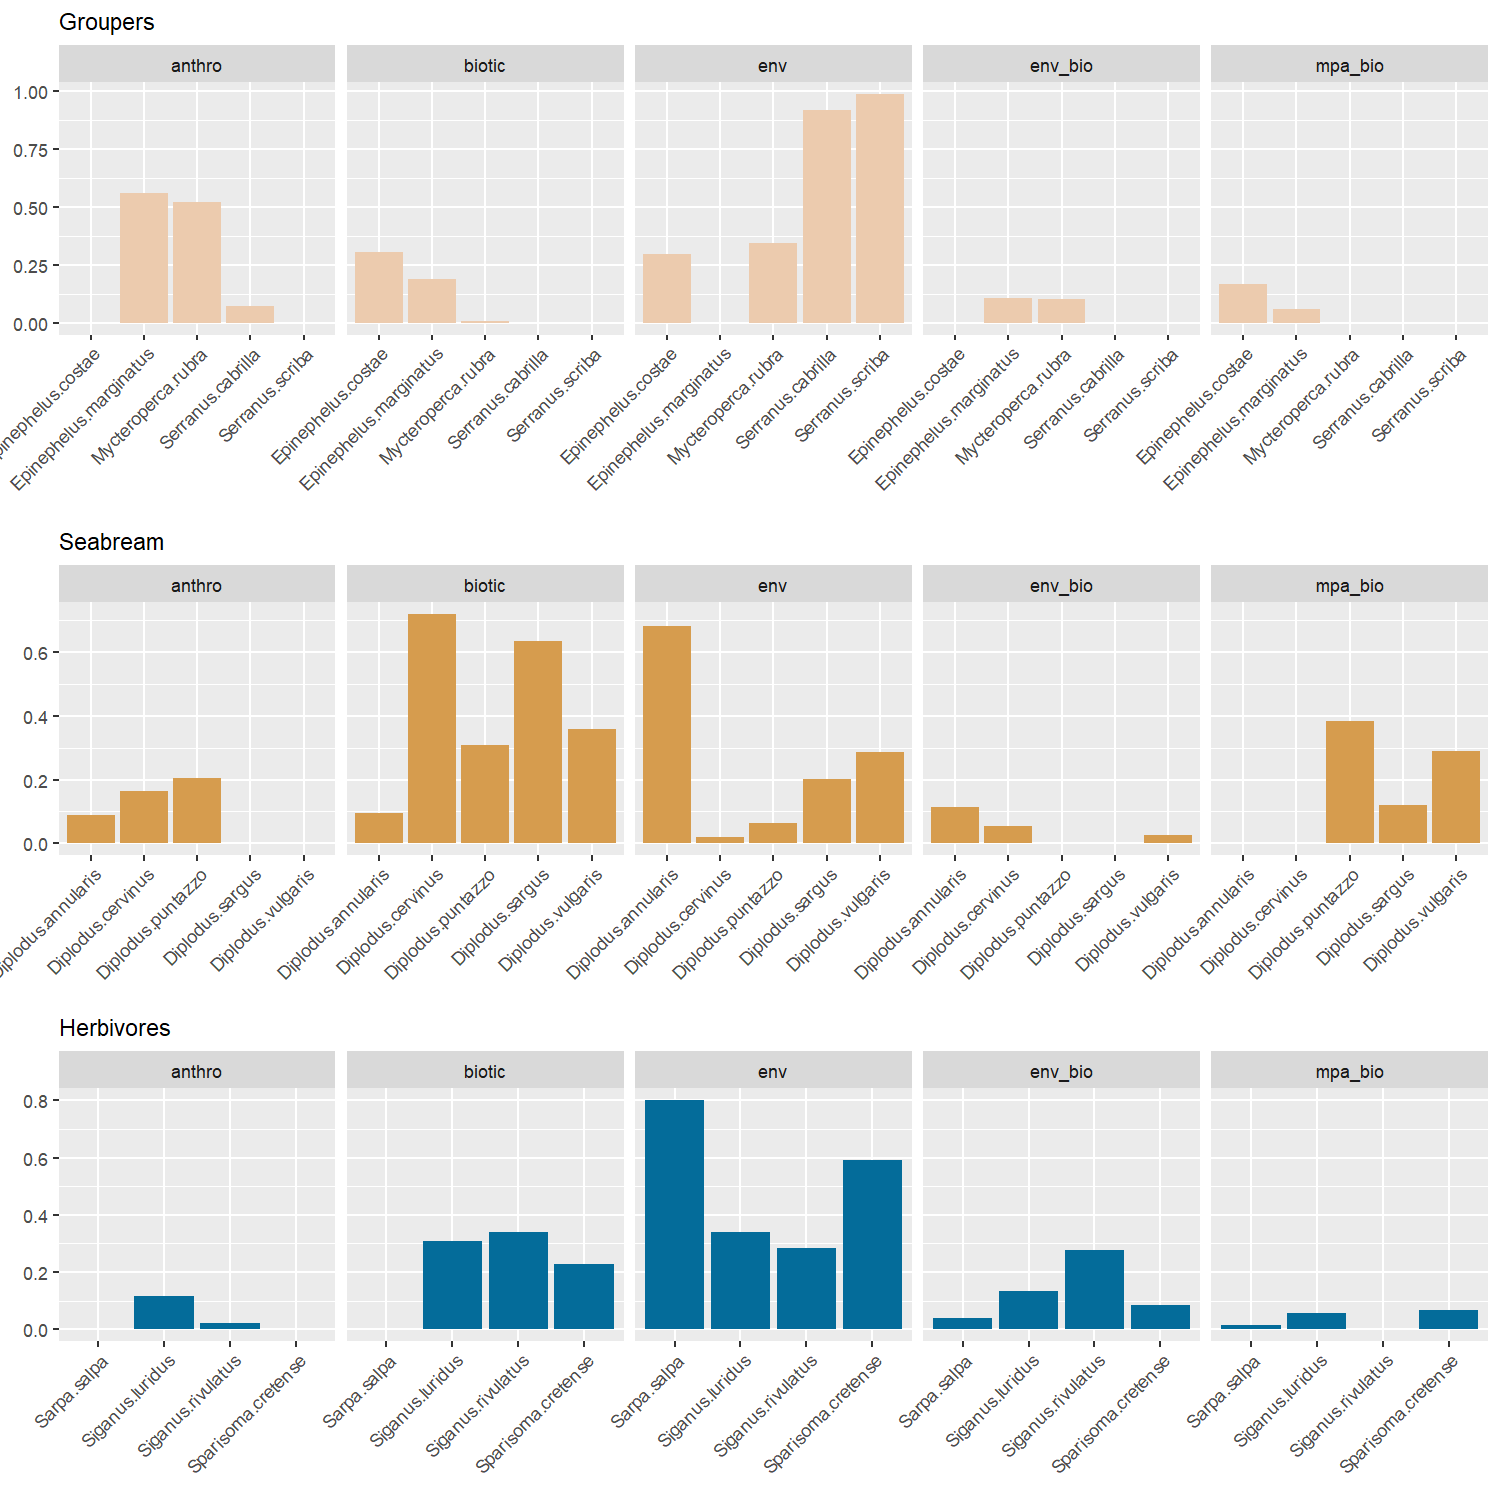 Groupers
anthro biotic env env_bio mpa_bio
1.00
0.75
0.50
0.25
0.00
Epinephelus.marginatus Mycteroperca.rubra Serranus.cabrilla Serranus.scriba Epinephelus.costae Epinephelus.marginatus Mycteroperca.rubra Serranus.cabrilla Serranus.scriba Epinephelus.costae Epinephelus.marginatus Mycteroperca.rubra Serranus.cabrilla Serranus.scriba Epinephelus.costae Epinephelus.marginatus Mycteroperca.rubra Serranus.cabrilla Serranus.scriba Epinephelus.costae Epinephelus.marginatus Mycteroperca.rubra Serranus.cabrilla Serranus.scriba
Seabream
anthro biotic env env_bio mpa_bio
0.6
0.4
0.2
0.0
Diplodus.annularis Diplodus.cervinus Diplodus.puntazzo Diplodus.sargus Diplodus.vulgaris Diplodus.annularis Diplodus.cervinus Diplodus.puntazzo Diplodus.sargus Diplodus.vulgaris Diplodus.annularis Diplodus.cervinus Diplodus.puntazzo Diplodus.sargus Diplodus.vulgaris Diplodus.annularis Diplodus.cervinus Diplodus.puntazzo Diplodus.sargus Diplodus.vulgaris Diplodus.annularis Diplodus.cervinus Diplodus.puntazzo Diplodus.sargus Diplodus.vulgaris
Herbivores
anthro biotic env env_bio mpa_bio
0.8
0.6
0.4
0.2
0.0
Sarpa.salpa Siganus.luridus Siganus.rivulatus Sparisoma.cretense Sarpa.salpa Siganus.luridus Siganus.rivulatus Sparisoma.cretense Sarpa.salpa Siganus.luridus Siganus.rivulatus Sparisoma.cretense Sarpa.salpa Siganus.luridus Siganus.rivulatus Sparisoma.cretense Sarpa.salpa Siganus.luridus Siganus.rivulatus Sparisoma.cretense